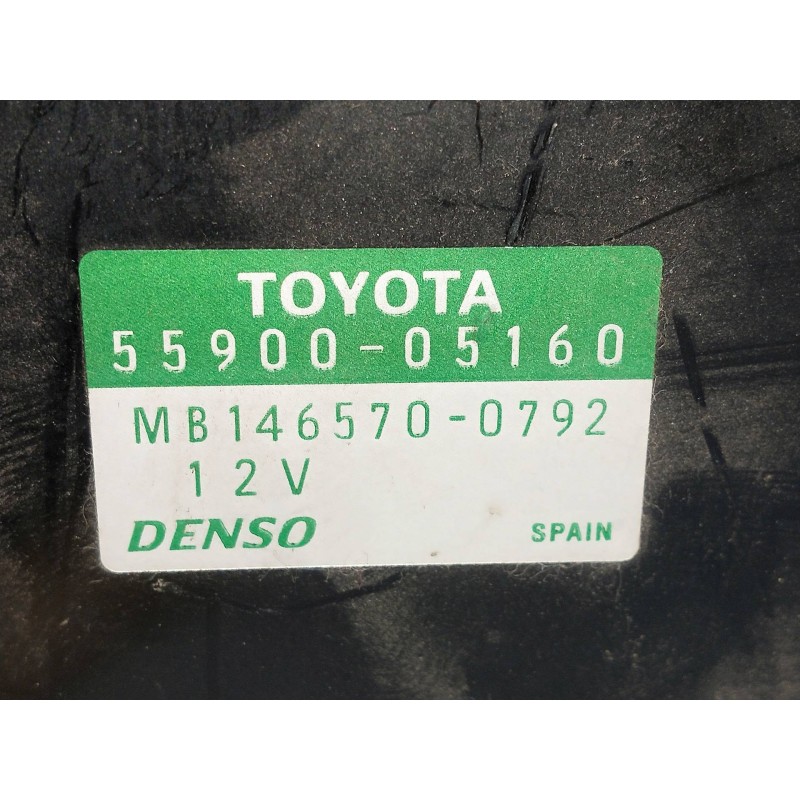 TOYOTA
55900-05160
MB146570-0792
12V
DENSO SPAIN